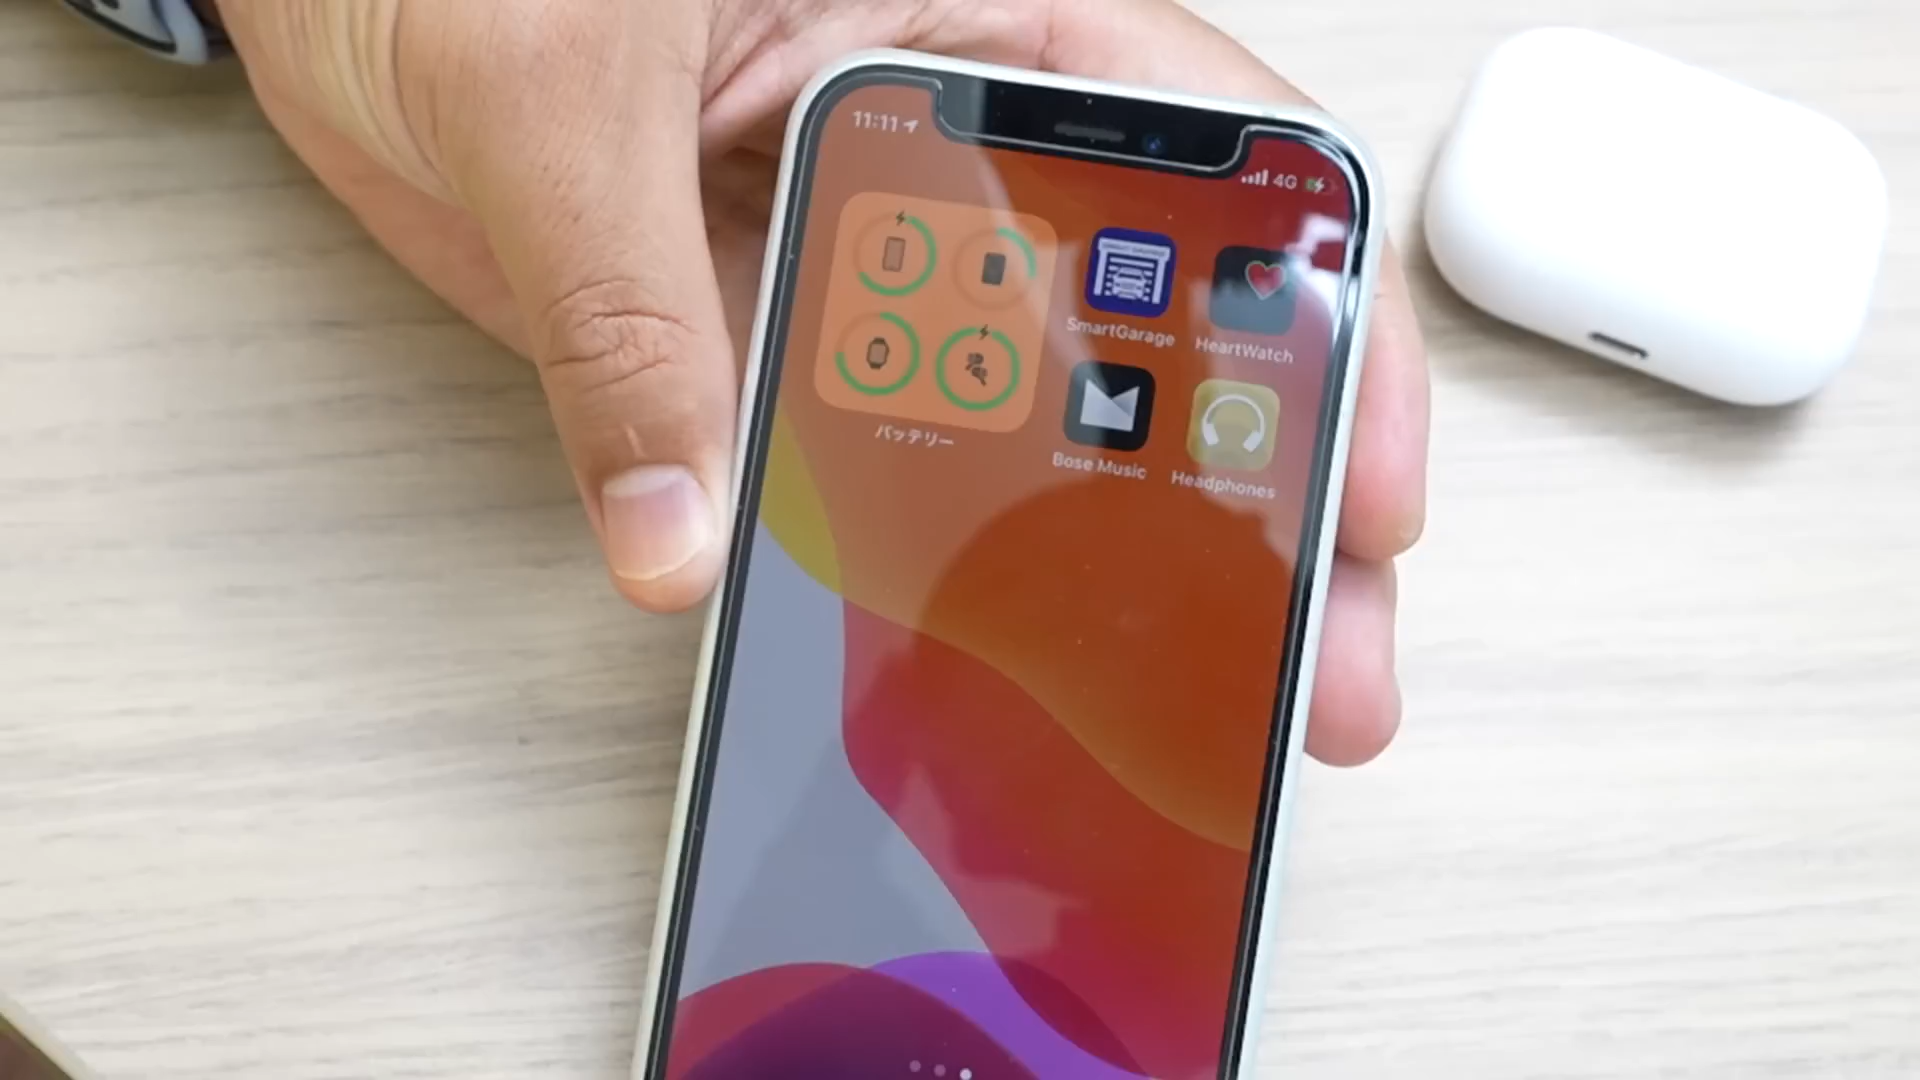 11:11
4G
SmartGarage
HeartWatch
バッテリー
Bose Music
Headphones